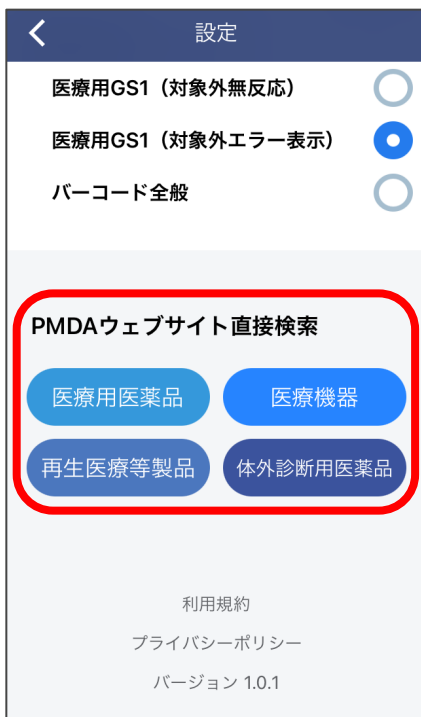 設定
医療用GS1（対象外無反応）
医療用GS1（対象外エラー表示）
バーコード全般
PMDAウェブサイト直接検索
医療用医薬品 医療機器
再生医療等製品 体外診断用医薬品
利用規約
プライバシーポリシー
バージョン 1.0.1